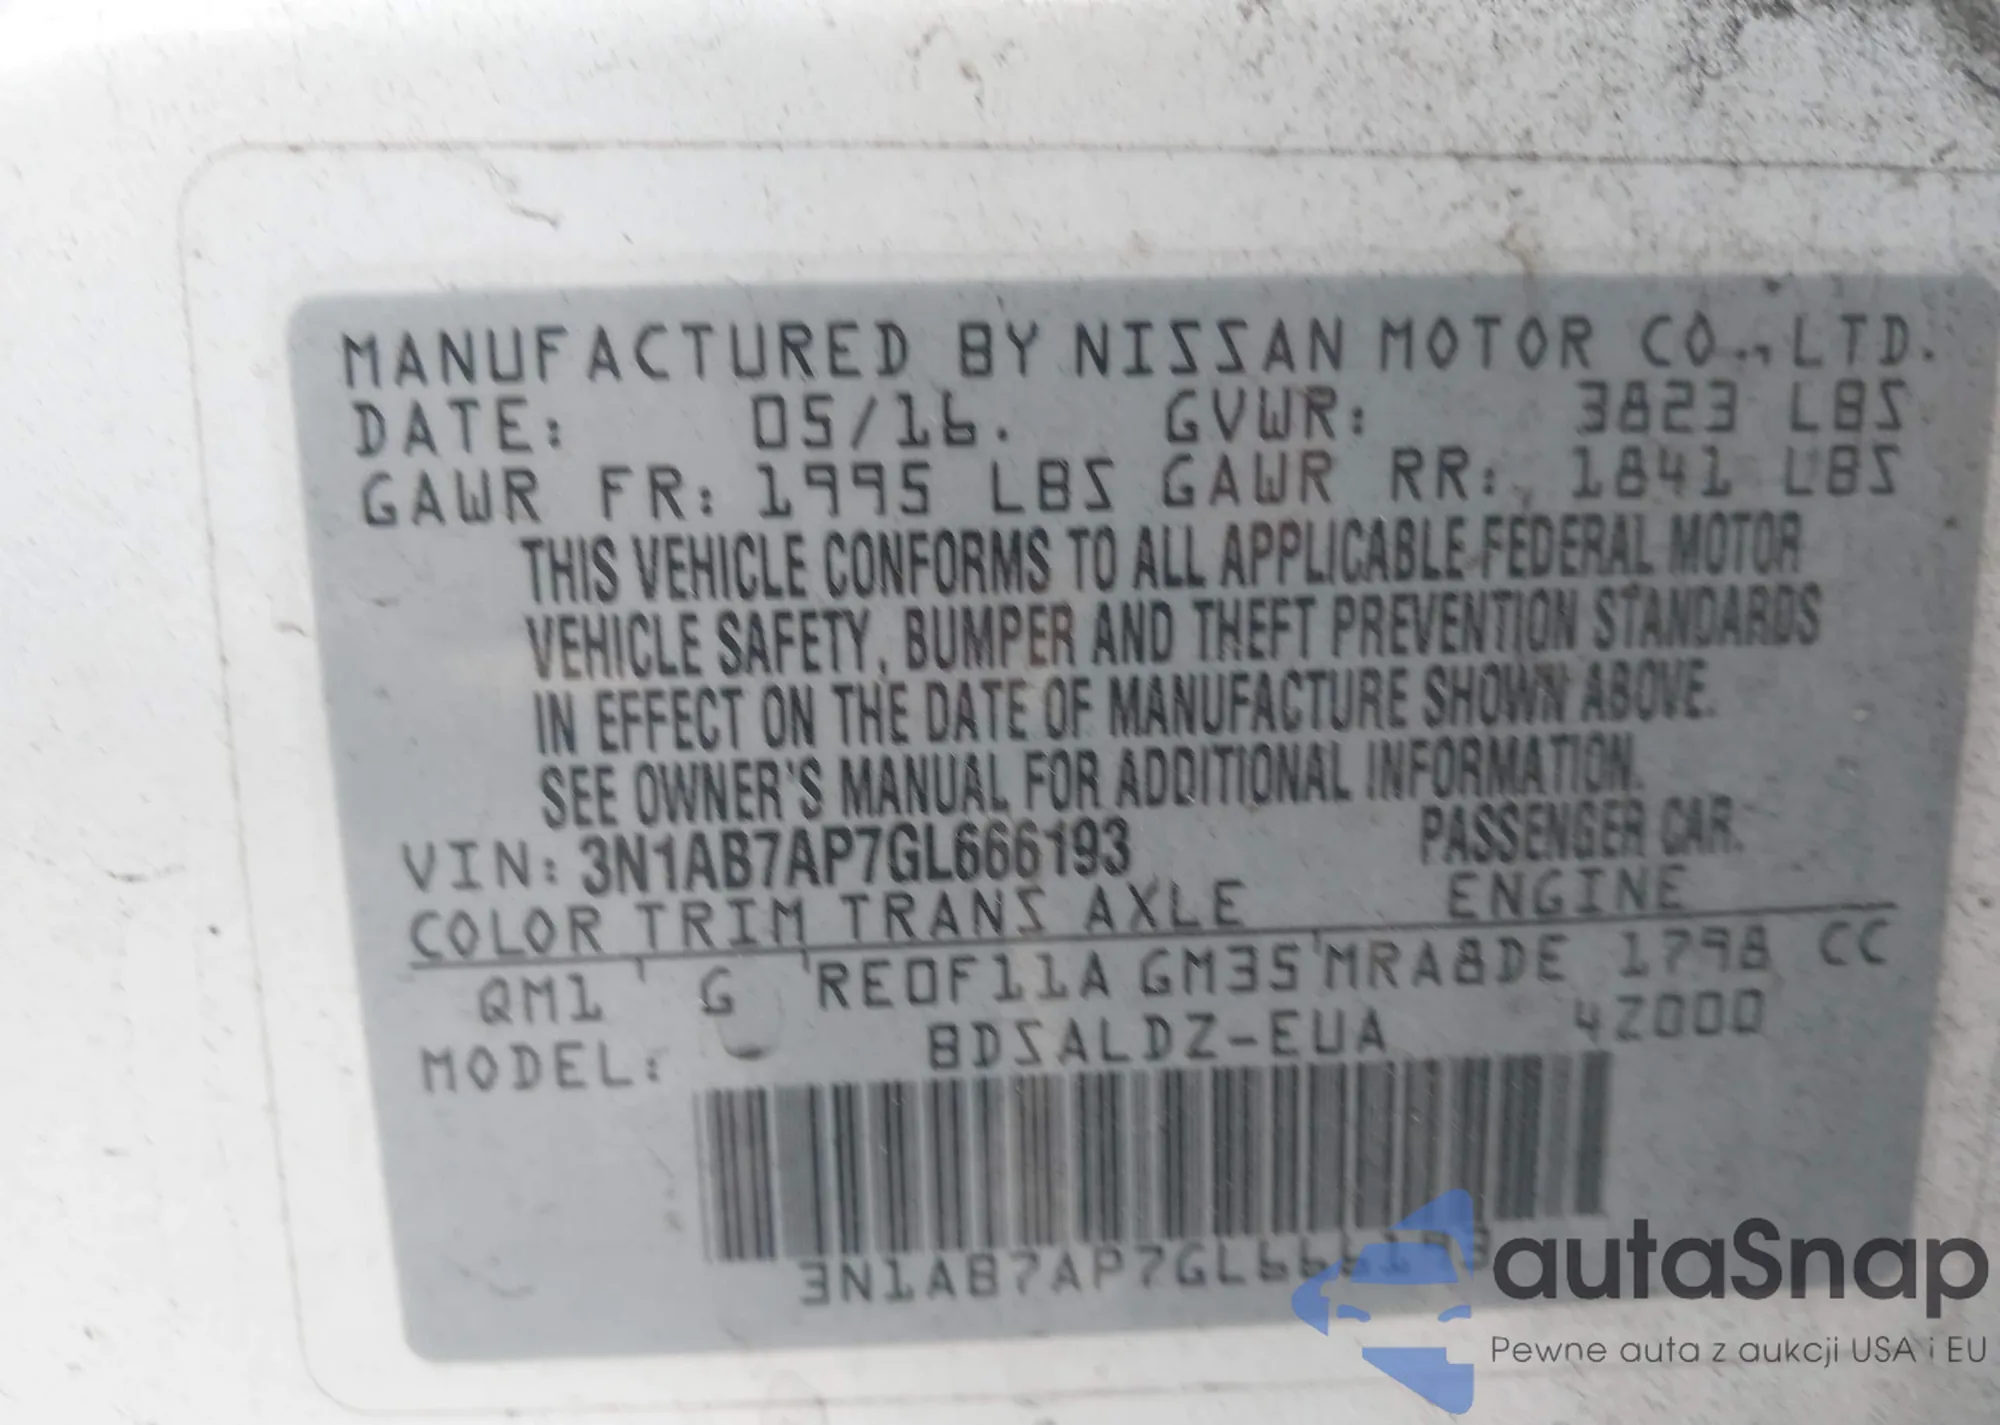 MANUFACTURED BY NISSAN MOTOR CO., LTD.
DATE: 05/16. GVWR: 3823 LBS
GAWR FR: 1995 LBS GAWR RR: 1841 LBS
THIS VEHICLE CONFORMS TO ALL APPLICABLE FEDERAL MOTOR
VEHICLE SAFETY, BUMPER AND THEFT PREVENTION STANDARDS
IN EFFECT ON THE DATE OF MANUFACTURE SHOWN ABOVE.
SEE OWNER'S MANUAL FOR ADDITIONAL INFORMATION.
VIN: 3N1AB7AP7GL666193 PASSENGER CAR.
COLOR TRIM TRANS AXLE ENGINE
QM1 G RE0F11A GM35 MRA8DE 1798 CC
MODEL: BDSALDZ-EUA 4Z000
3N1AB7AP7GL666193
autaSnap
Pewne auta z aukcji USA i EU